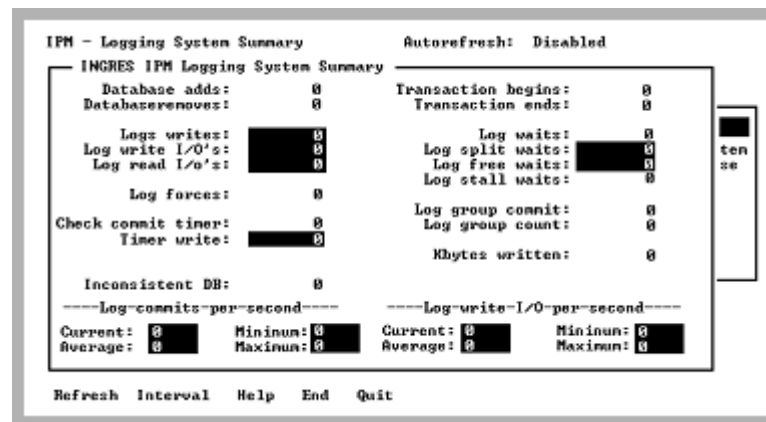 IPM - Logging System Summary Autorefresh: Disabled
INGRES IPM Logging System Summary
Database adds: 0 Transaction begins: 0
Databaseremoves: 0 Transaction ends: 0
Logs writes: 0 Log waits: 0
Log write I/O's: 0 Log split waits: 0
Log read I/o's: 0 Log free waits: 0
Log stall waits: 0
Log forces: 0
Log group commit: 0
Check commit timer: 0 Log group count: 0
Timer write: 0
Kbytes written: 0
Inconsistent DB: 0
----Log-commits-per-second---- ----Log-write-I/O-per-second----
Current: 0 Mininum: 0 Current: 0 Mininum: 0
Average: 0 Maximum: 0 Average: 0 Maximum: 0
tem
se
Refresh Interval Help End Quit